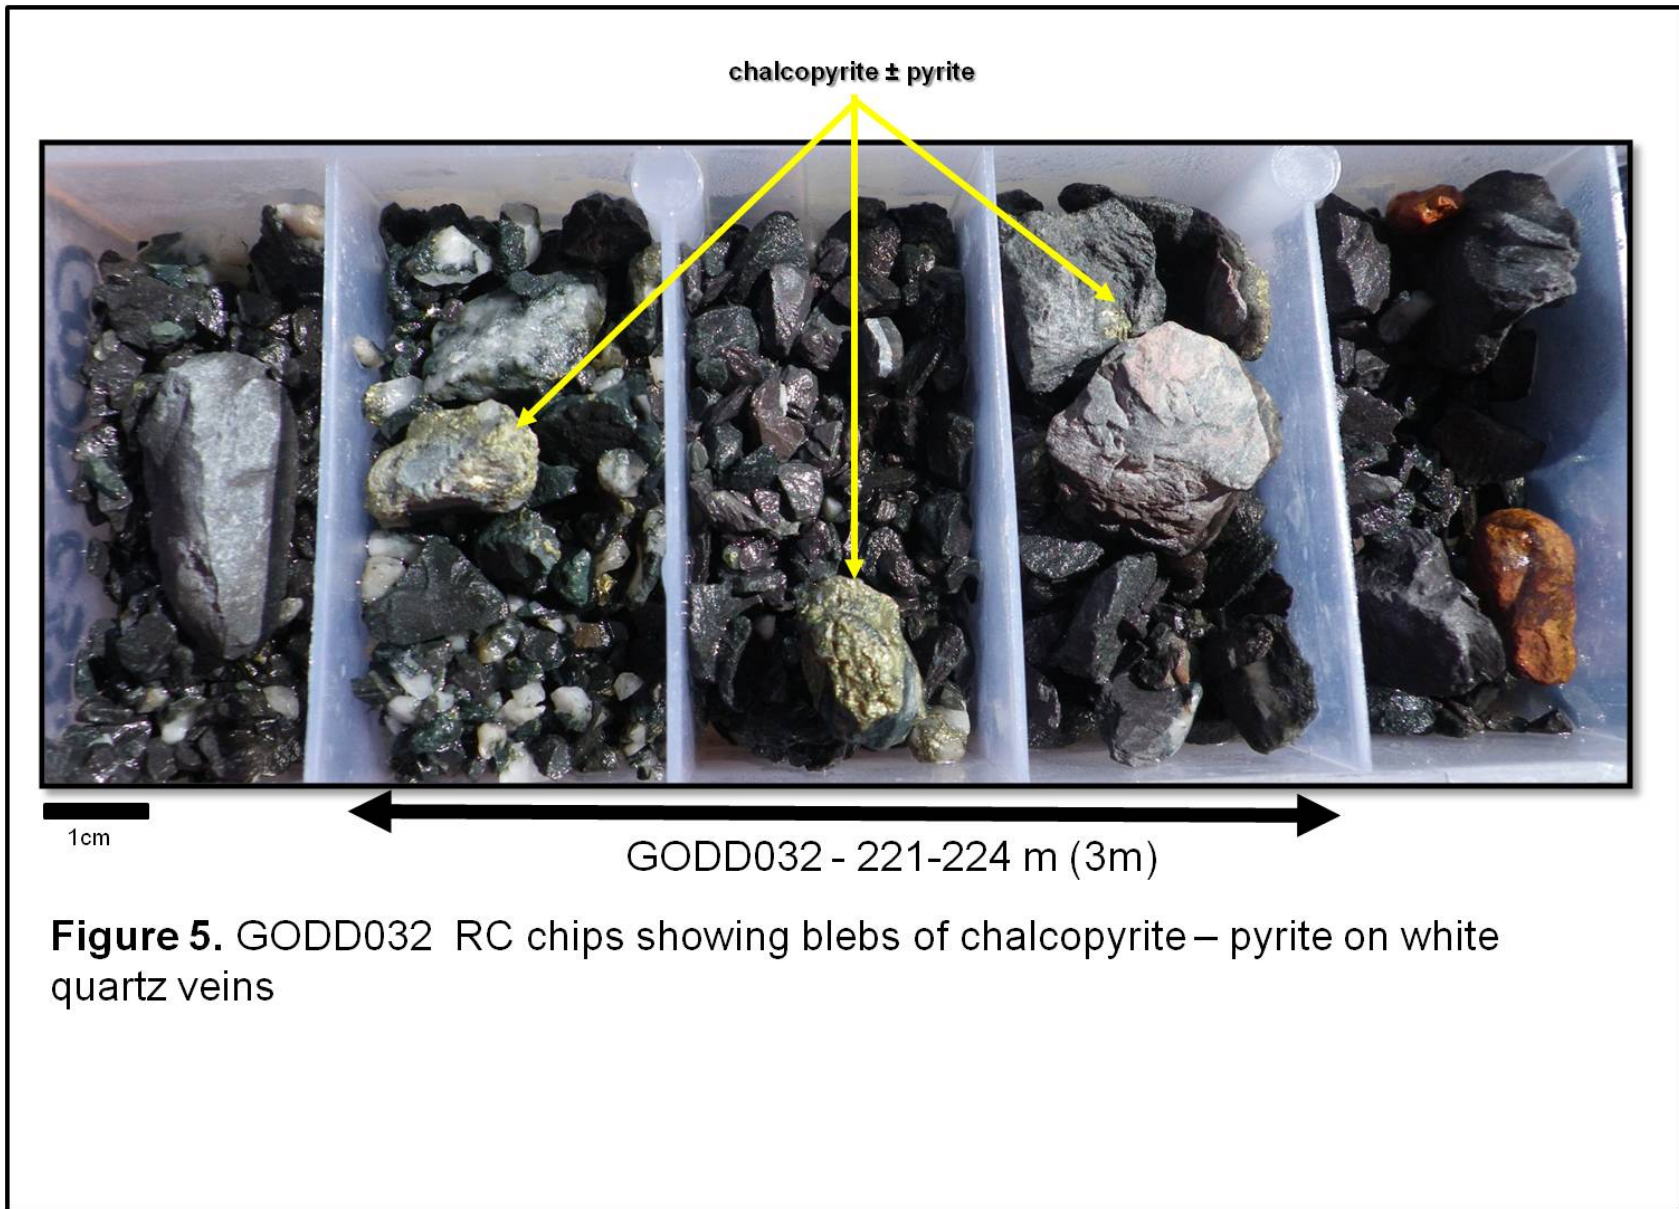 chalcopyrite ± pyrite
1cm
GODD032 - 221-224 m (3m)
Figure 5. GODD032 RC chips showing blebs of chalcopyrite – pyrite on white
quartz veins